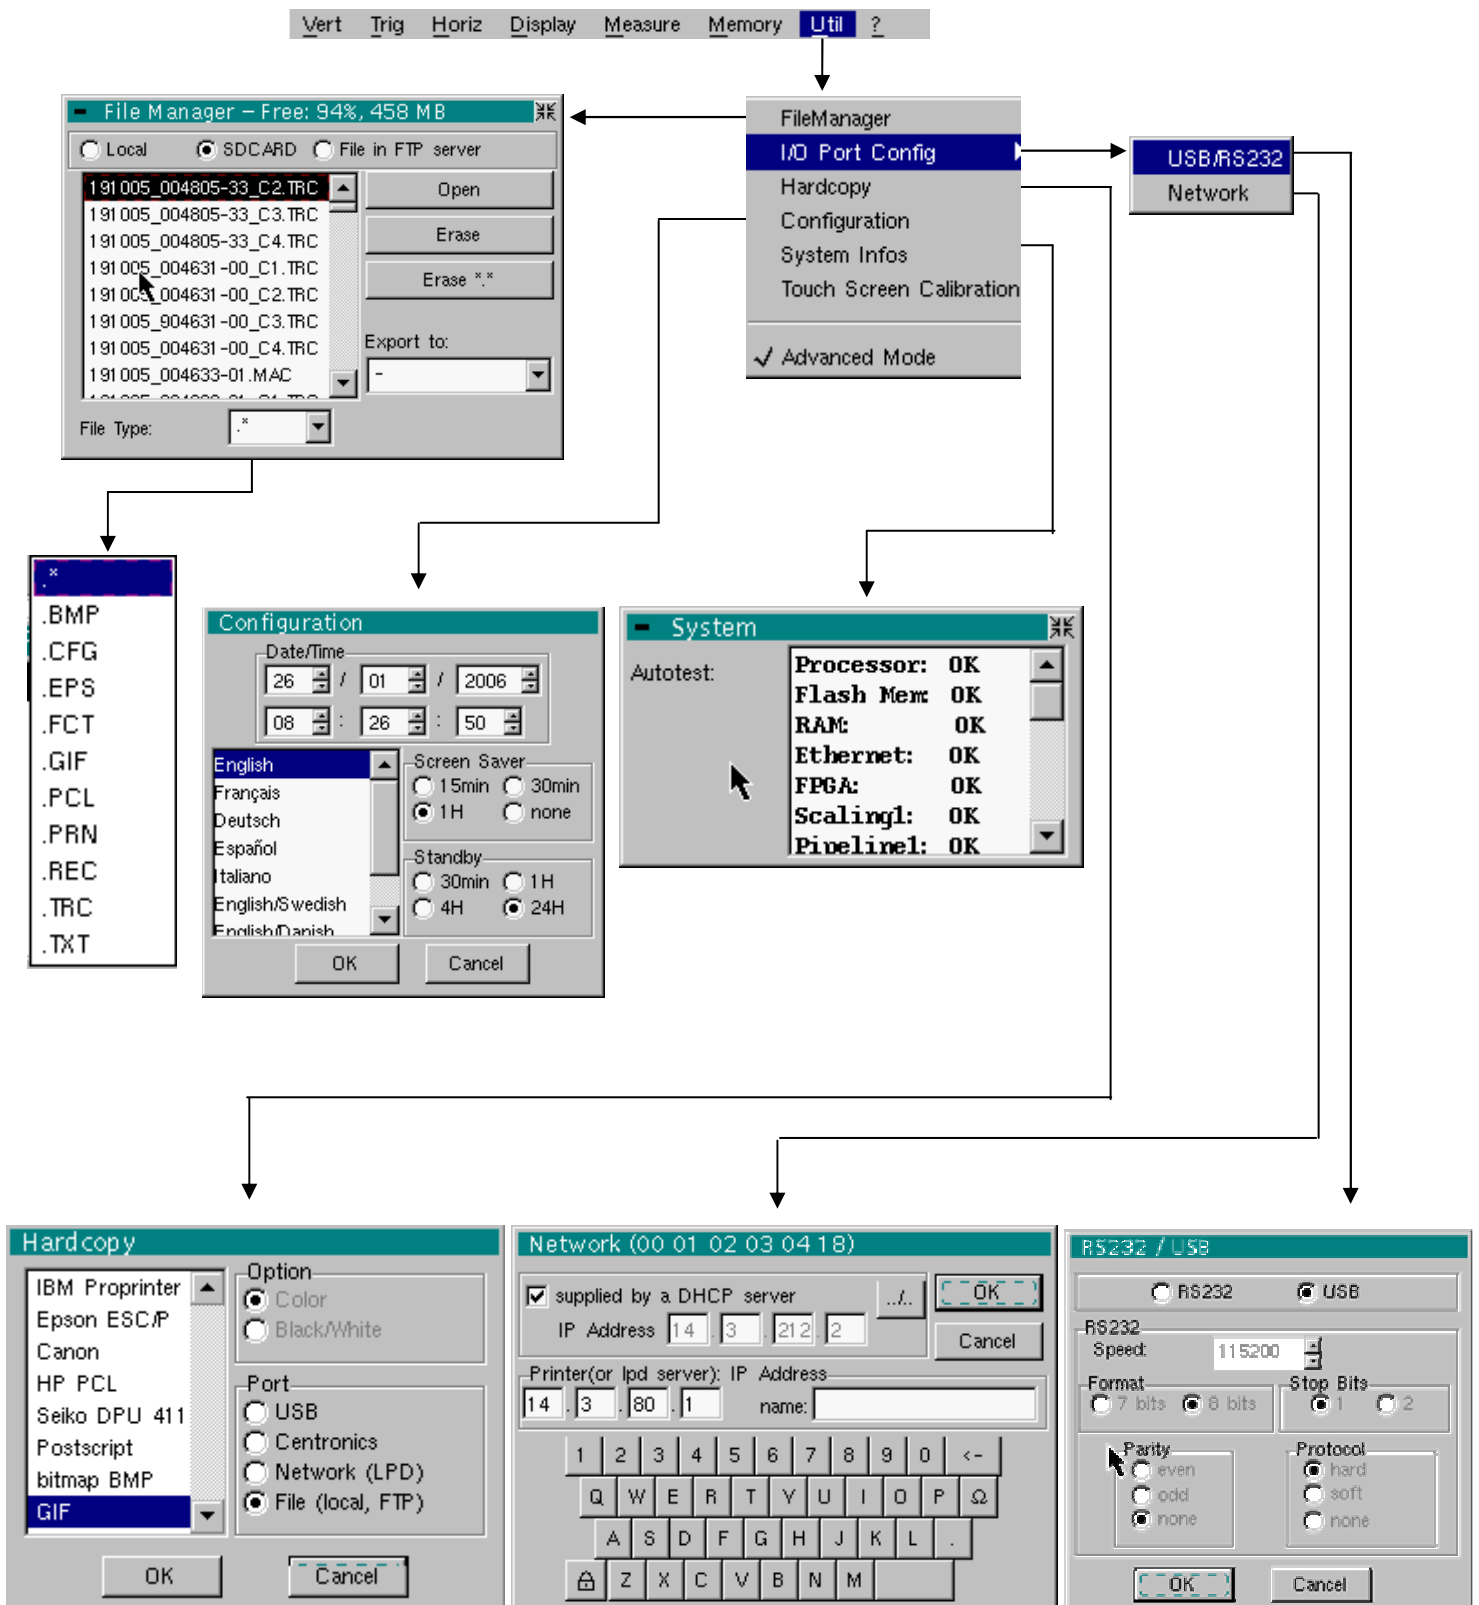 Vert Trig Horiz Display Measure Memory Util ?
File Manager – Free: 94%, 458 MB
Local SDCARD File in FTP server
191005_004805-33_C2.TRC
191005_004805-33_C3.TRC
191005_004805-33_C4.TRC
191005_004631-00_C1.TRC
191005_004631-00_C2.TRC
191005_904631-00_C3.TRC
191005_004631-00_C4.TRC
191005_004633-01.MAC
Open
Erase
Erase *.*
Export to:
-
File Type: .*
FileManager
I/O Port Config
Hardcopy
Configuration
System Infos
Touch Screen Calibration
✓ Advanced Mode
USB/RS232
Network
.*
.BMP
.CFG
.EPS
.FCT
.GIF
.PCL
.PRN
.REC
.TRC
.TXT
Configuration
Date/Time
26 / 01 / 2006
08 : 26 : 50
English
Français
Deutsch
Español
Italiano
English/Swedish
English/Danish
Screen Saver
15min 30min
1H none
Standby
30min 1H
4H 24H
OK Cancel
System
Autotest:
Processor: OK
Flash Mem: OK
RAM: OK
Ethernet: OK
FPGA: OK
Scaling1: OK
Pipeline1: OK
Hardcopy
IBM Proprinter
Epson ESC/P
Canon
HP PCL
Seiko DPU 411
Postscript
bitmap BMP
GIF
Option
Color
Black/White
Port
USB
Centronics
Network (LPD)
File (local, FTP)
OK Cancel
Network (00 01 02 03 04 18)
supplied by a DHCP server ../..
IP Address 14 . 3 . 212 . 2
OK
Cancel
Printer(or lpd server): IP Address
14 . 3 . 80 . 1 name:
1 2 3 4 5 6 7 8 9 0 <-
Q W E R T Y U I O P Ω
A S D F G H J K L .
Z X C V B N M
RS232 / USB
RS232 USB
RS232
Speed: 115200
Format
7 bits 8 bits
Stop Bits
1 2
Parity
even
odd
none
Protocol
hard
soft
none
OK Cancel